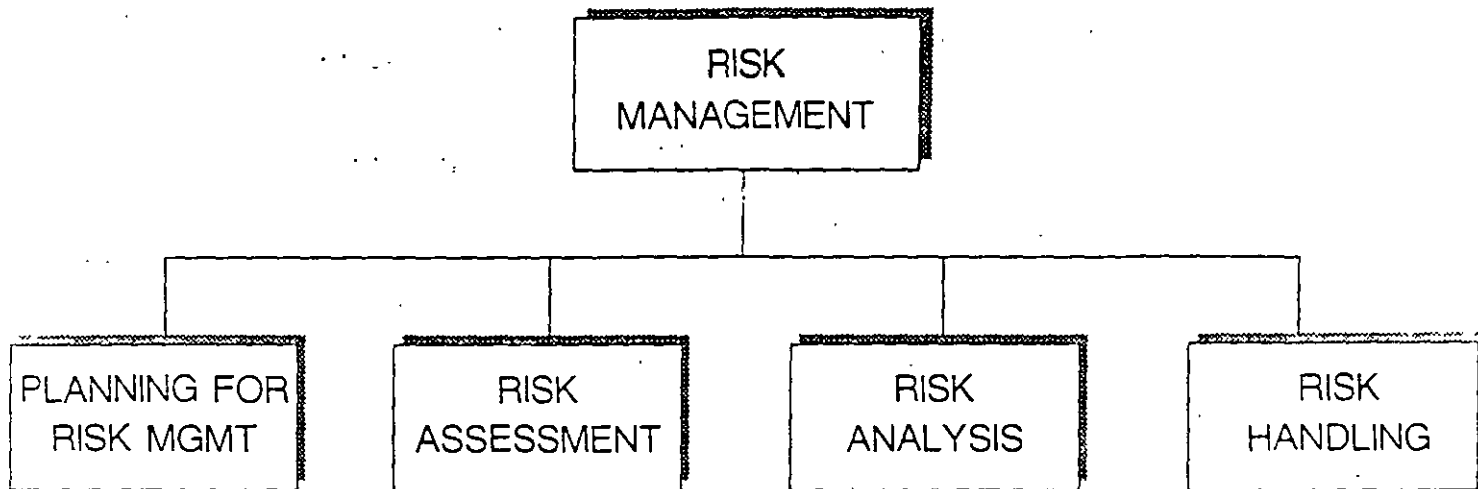 RISK
MANAGEMENT
PLANNING FOR
RISK MGMT
RISK
ASSESSMENT
RISK
ANALYSIS
RISK
HANDLING